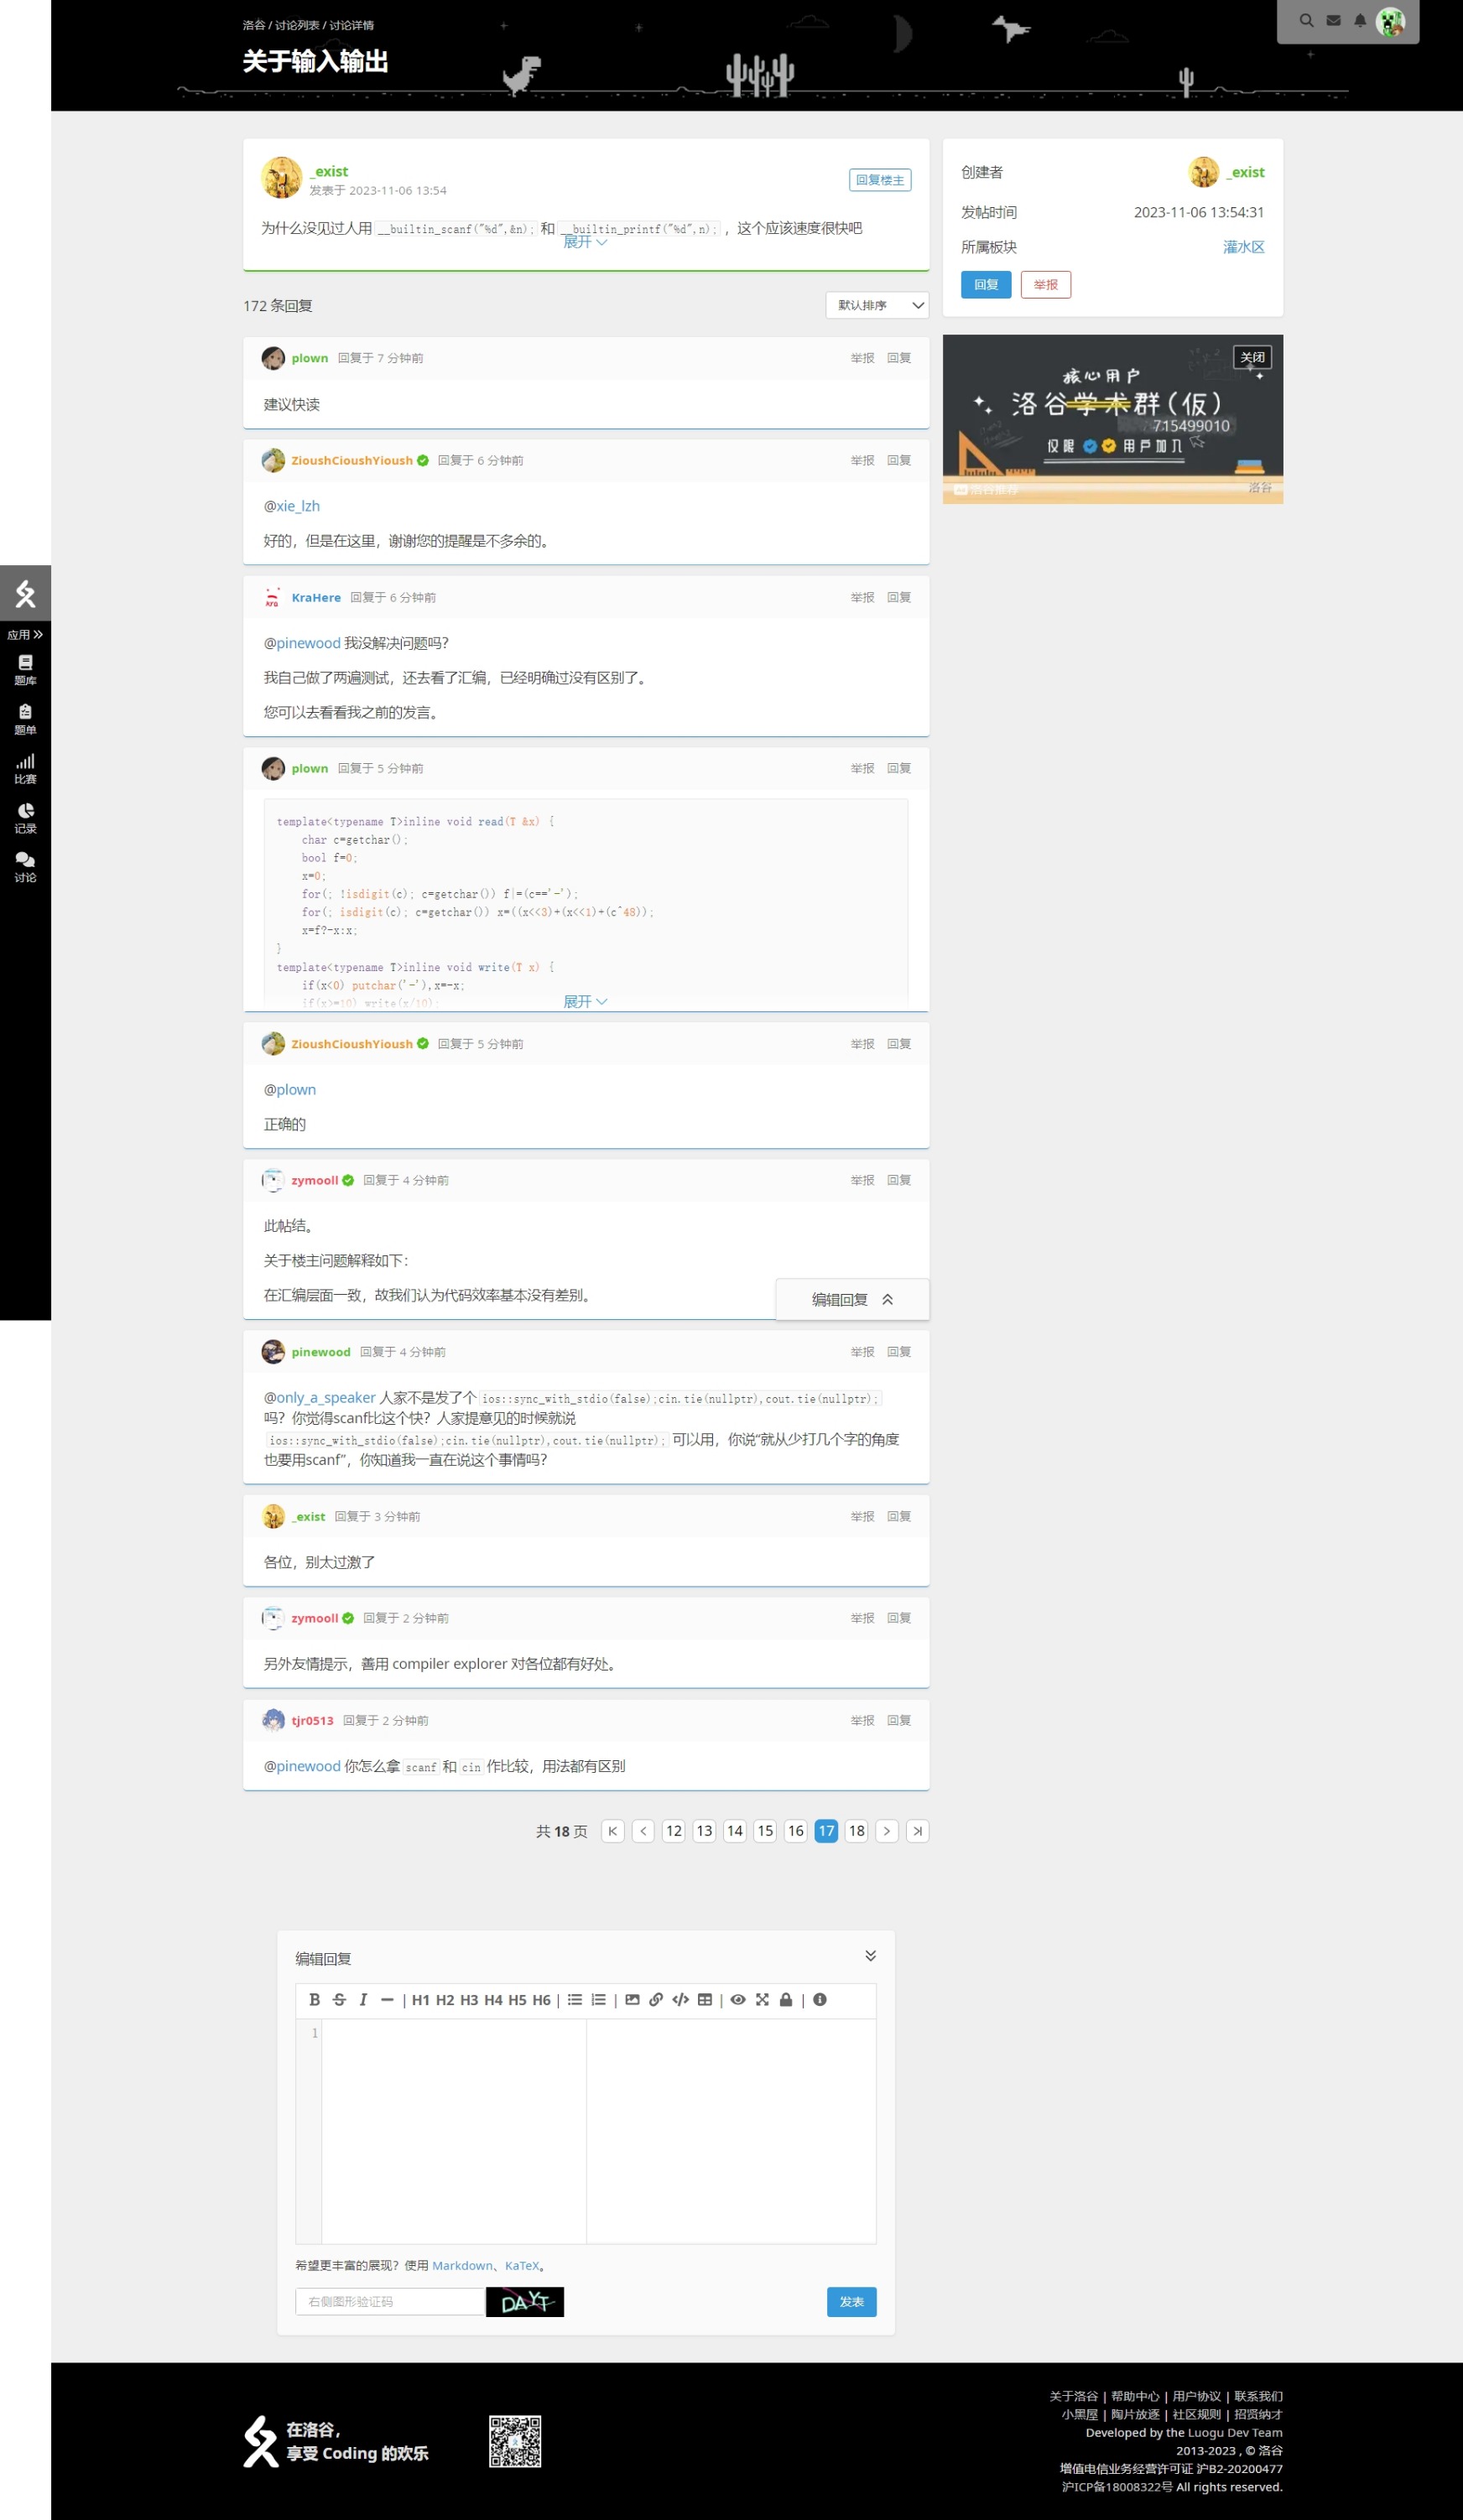 洛谷 / 讨论列表 / 讨论详情
关于输入输出
_exist
发表于 2023-11-06 13:54
回复楼主
为什么没见过人用 __builtin_scanf("%d",&n); 和 __builtin_printf("%d",n); ，这个应该速度很快吧
展开
创建者
_exist
发帖时间
2023-11-06 13:54:31
所属板块
灌水区
回复
举报
172 条回复
默认排序
plown 回复于 7 分钟前
举报 回复
建议快读
关闭
核心用户
洛谷学术群(仮)
715499010
仅限 用户加入
洛谷推荐
洛谷
ZioushCioushYioush 回复于 6 分钟前
举报 回复
@xie_lzh
好的，但是在这里，谢谢您的提醒是不多余的。
KraHere 回复于 6 分钟前
举报 回复
@pinewood 我没解决问题吗？
我自己做了两遍测试，还去看了汇编，已经明确过没有区别了。
您可以去看看我之前的发言。
应用
题库
题单
比赛
记录
讨论
plown 回复于 5 分钟前
举报 回复
template<typename T>inline void read(T &x) {
char c=getchar();
bool f=0;
x=0;
for(; !isdigit(c); c=getchar()) f|=(c=='-');
for(; isdigit(c); c=getchar()) x=((x<<3)+(x<<1)+(c^48));
x=f?-x:x;
}
template<typename T>inline void write(T x) {
if(x<0) putchar('-'),x=-x;
if(x>=10) write(x/10);
展开
ZioushCioushYioush 回复于 5 分钟前
举报 回复
@plown
正确的
zymooll 回复于 4 分钟前
举报 回复
此帖结。
关于楼主问题解释如下：
在汇编层面一致，故我们认为代码效率基本没有差别。
编辑回复
pinewood 回复于 4 分钟前
举报 回复
@only_a_speaker 人家不是发了个 ios::sync_with_stdio(false);cin.tie(nullptr),cout.tie(nullptr);
吗？你觉得scanf比这个快？人家提意见的时候就说
ios::sync_with_stdio(false);cin.tie(nullptr),cout.tie(nullptr); 可以用，你说“就从少打几个字的角度
也要用scanf”，你知道我一直在说这个事情吗？
_exist 回复于 3 分钟前
举报 回复
各位，别太过激了
zymooll 回复于 2 分钟前
举报 回复
另外友情提示，善用 compiler explorer 对各位都有好处。
tjr0513 回复于 2 分钟前
举报 回复
@pinewood 你怎么拿 scanf 和 cin 作比较，用法都有区别
共 18 页 12 13 14 15 16 17 18
编辑回复
B S I — | H1 H2 H3 H4 H5 H6 | | | |
1
希望更丰富的展现？使用 Markdown、KaTeX。
右侧图形验证码
DAYT
发表
在洛谷，
享受 Coding 的欢乐
关于洛谷 | 帮助中心 | 用户协议 | 联系我们
小黑屋 | 陶片放逐 | 社区规则 | 招贤纳才
Developed by the Luogu Dev Team
2013-2023 , © 洛谷
增值电信业务经营许可证 沪B2-20200477
沪ICP备18008322号 All rights reserved.